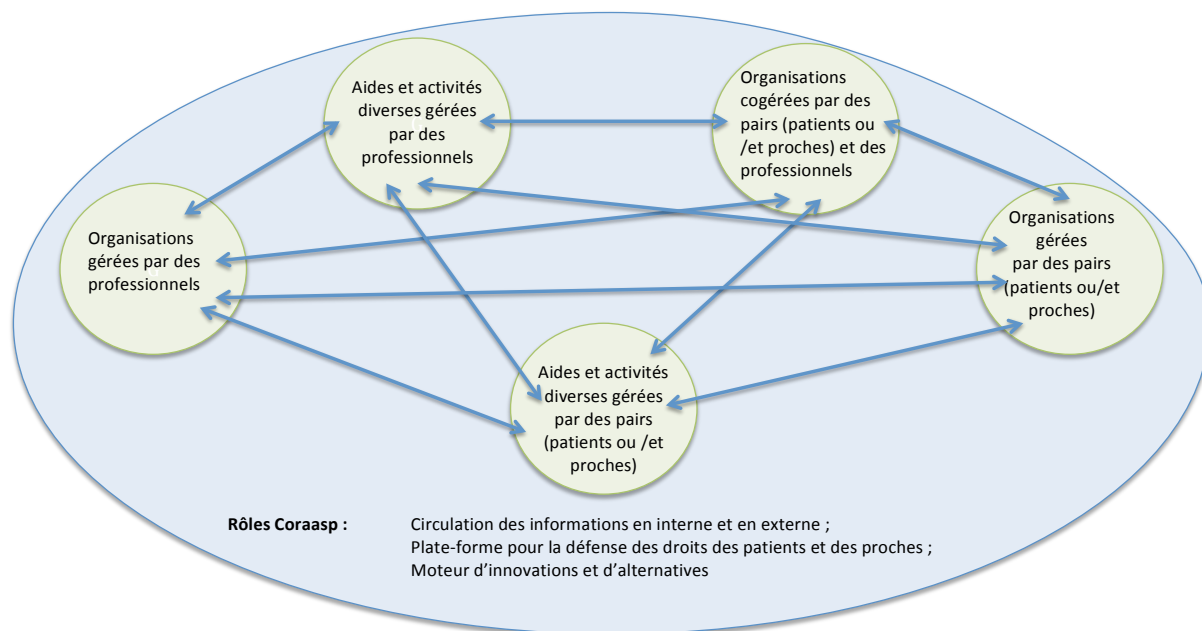 Aides et activités
diverses gérées
par des
professionnels
Organisations
cogérées par des
pairs (patients ou
/et proches) et des
professionnels
Organisations
gérées par des
professionnels
Organisations
gérées
par des pairs
(patients ou/et
proches)
Aides et activités
diverses gérées
par des pairs
(patients ou /et
proches)
Rôles Coraasp : Circulation des informations en interne et en externe ;
Plate-forme pour la défense des droits des patients et des proches ;
Moteur d’innovations et d’alternatives